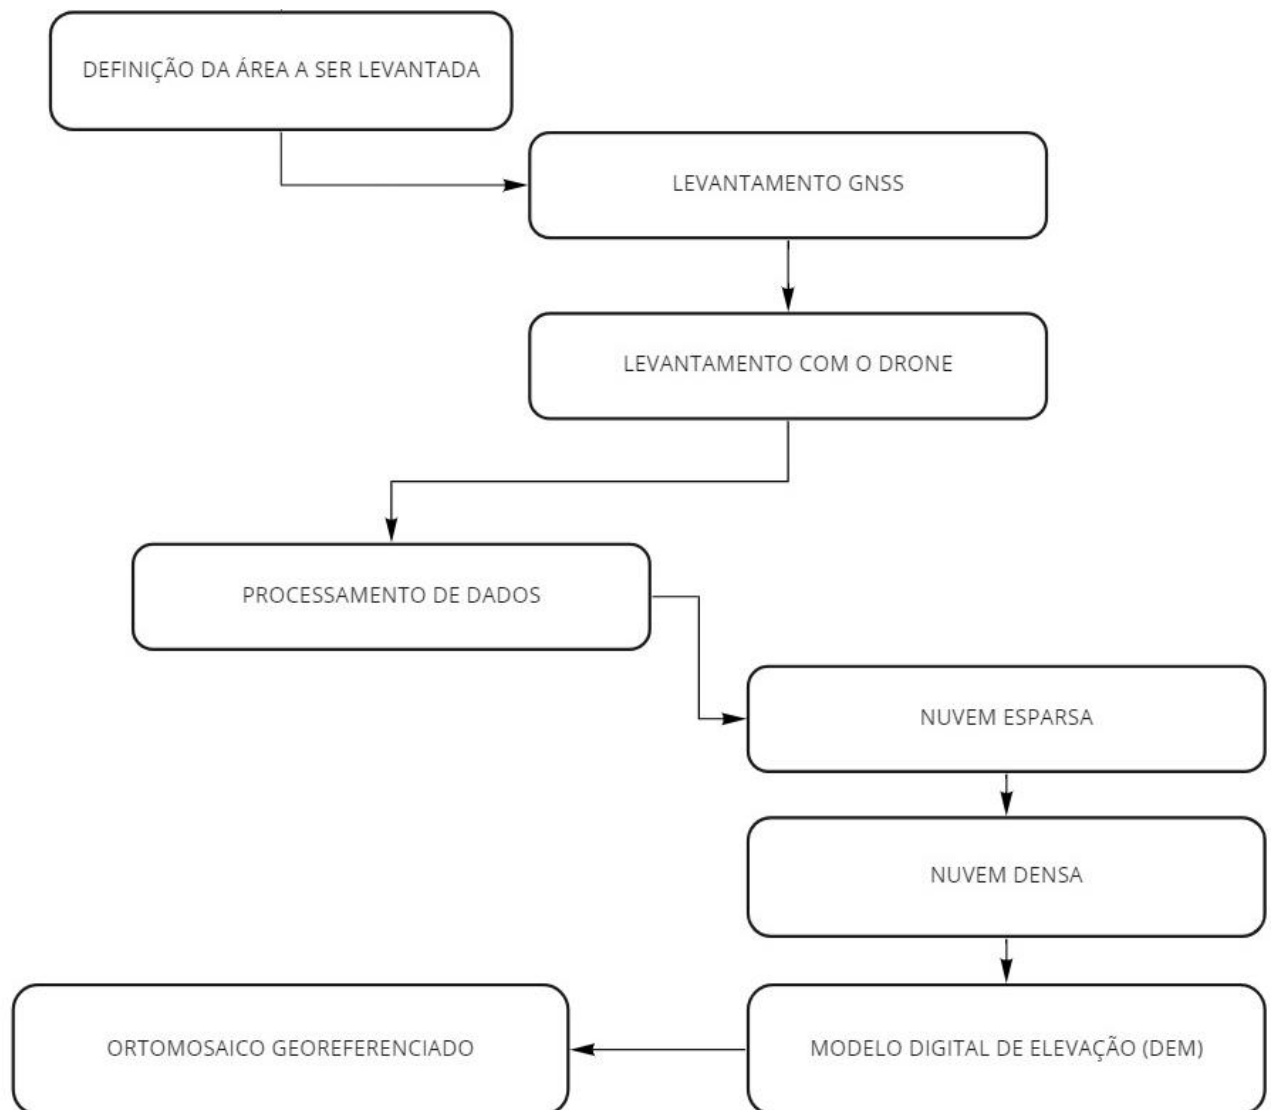 DEFINIÇÃO DA ÁREA A SER LEVANTADA
LEVANTAMENTO GNSS
LEVANTAMENTO COM O DRONE
PROCESSAMENTO DE DADOS
NUVEM ESPARSA
NUVEM DENSA
MODELO DIGITAL DE ELEVAÇÃO (DEM)
ORTOMOSAICO GEOREFERENCIADO